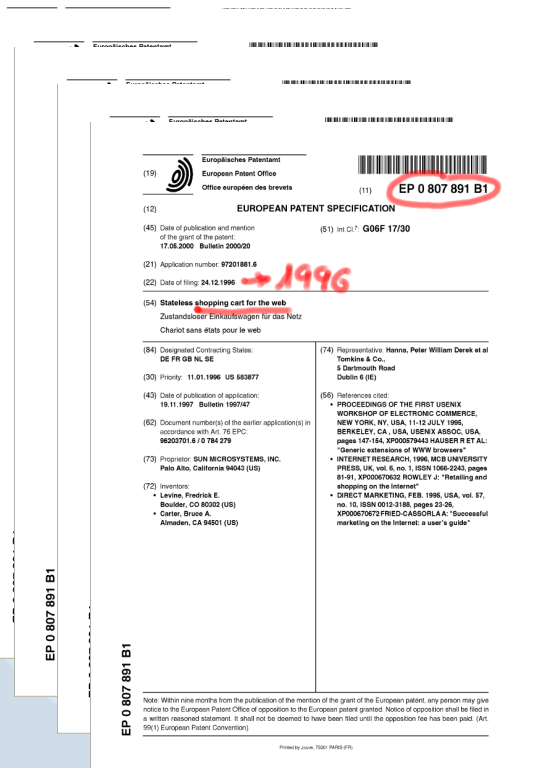 Europäisches Patentamt
Europäisches Patentamt
Europäisches Patentamt
Europäisches Patentamt
(19) European Patent Office
Office européen des brevets
(11) EP 0 807 891 B1
(12) EUROPEAN PATENT SPECIFICATION
(45) Date of publication and mention
of the grant of the patent:
17.05.2000 Bulletin 2000/20
(51) Int Cl.7: G06F 17/30
(21) Application number: 97201881.6
(22) Date of filing: 24.12.1996
1996
(54) Stateless shopping cart for the web
Zustandsloser Einkaufswagen für das Netz
Chariot sans états pour le web
(84) Designated Contracting States:
DE FR GB NL SE
(30) Priority: 11.01.1996 US 583877
(43) Date of publication of application:
19.11.1997 Bulletin 1997/47
(62) Document number(s) of the earlier application(s) in
accordance with Art. 76 EPC:
96203701.6 / 0 784 279
(73) Proprietor: SUN MICROSYSTEMS, INC.
Palo Alto, California 94043 (US)
(72) Inventors:
• Levine, Fredrick E.
Boulder, CO 80302 (US)
• Carter, Bruce A.
Almaden, CA 94501 (US)
(74) Representative: Hanna, Peter William Derek et al
Tomkins & Co.,
5 Dartmouth Road
Dublin 6 (IE)
(56) References cited:
• PROCEEDINGS OF THE FIRST USENIX
WORKSHOP OF ELECTRONIC COMMERCE,
NEW YORK, NY, USA, 11-12 JULY 1995,
BERKELEY, CA , USA, USENIX ASSOC, USA,
pages 147-154, XP000579443 HAUSER R ET AL:
"Generic extensions of WWW browsers"
• INTERNET RESEARCH, 1996, MCB UNIVERSITY
PRESS, UK, vol. 6, no. 1, ISSN 1066-2243, pages
81-91, XP000670632 ROWLEY J: "Retailing and
shopping on the Internet"
• DIRECT MARKETING, FEB. 1995, USA, vol. 57,
no. 10, ISSN 0012-3188, pages 23-26,
XP000670672 FRIED-CASSORLA A: "Successful
marketing on the Internet: a user's guide"
EP 0 807 891 B1
EP 0 807 891 B1
Note: Within nine months from the publication of the mention of the grant of the European patent, any person may give
notice to the European Patent Office of opposition to the European patent granted. Notice of opposition shall be filed in
a written reasoned statement. It shall not be deemed to have been filed until the opposition fee has been paid. (Art.
99(1) European Patent Convention).
Printed by Jouve, 75001 PARIS (FR)